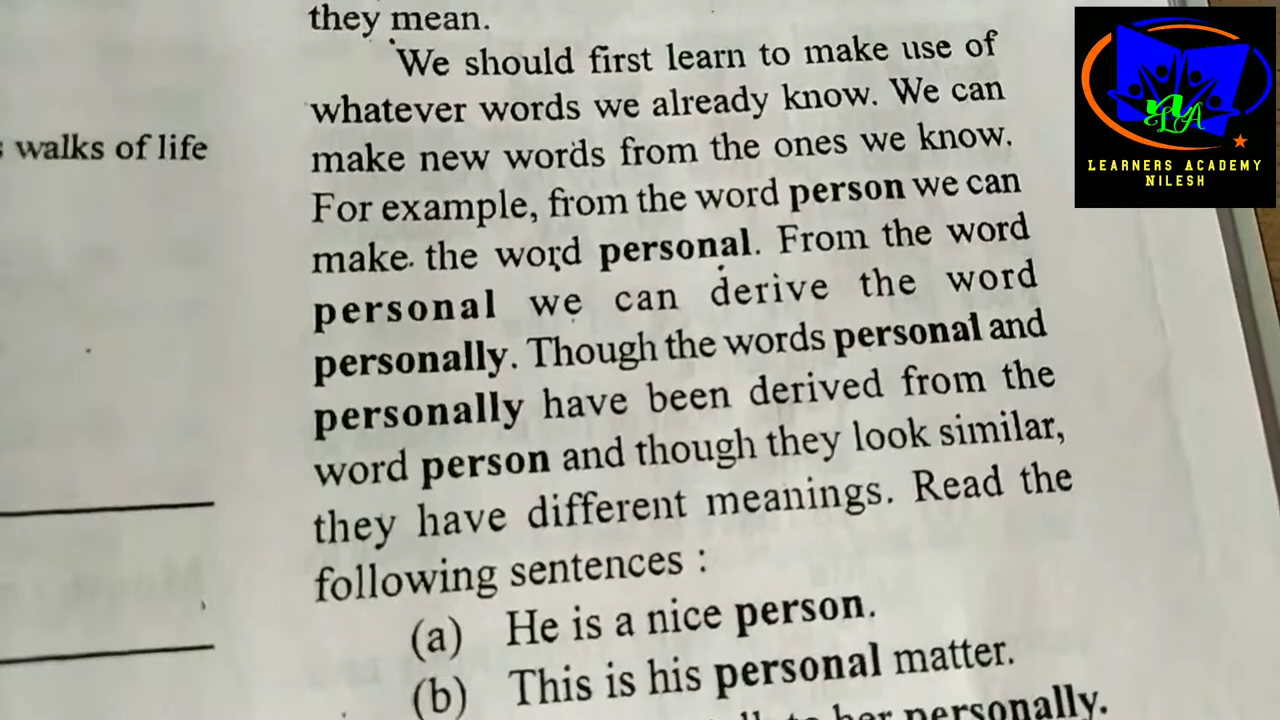 they mean.
We should first learn to make use of
whatever words we already know. We can
make new words from the ones we know.
For example, from the word person we can
make the word personal. From the word
personal we can derive the word
personally. Though the words personal and
personally have been derived from the
word person and though they look similar,
they have different meanings. Read the
following sentences :
(a) He is a nice person.
(b) This is his personal matter.
to her personally.
walks of life
LA
LEARNERS ACADEMY
NILESH